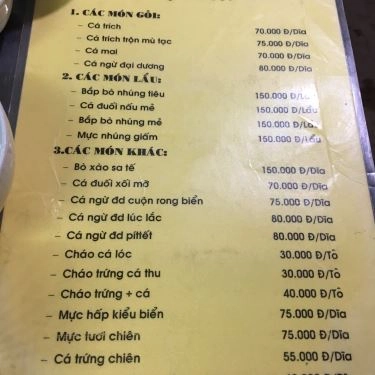 1. CÁC MÓN GỎI:
– Cá trích 70.000 Đ/Dĩa
– Cá trích trộn mù tạc 75.000 Đ/Dĩa
– Cá mai 70.000 Đ/Dĩa
– Cá ngừ đại dương 80.000 Đ/Dĩa
2. CÁC MÓN LẨU:
– Bắp bò nhúng tiêu 150.000 Đ/Lẩu
– Cá đuối nấu mẻ 150.000 Đ/Lẩu
– Bắp bò nhúng mẻ 150.000 Đ/Lẩu
– Mực nhúng giấm 150.000 Đ/Lẩu
3.CÁC MÓN KHÁC:
– Bò xào sa tế 150.000 Đ/Dĩa
– Cá đuối xối mỡ 70.000 Đ/Dĩa
– Cá ngừ đd cuộn rong biển 75.000 Đ/Dĩa
– Cá ngừ đd lúc lắc 80.000 Đ/Dĩa
– Cá ngừ đd píttết 80.000 Đ/Dĩa
– Cháo cá lóc 30.000 Đ/Tô
– Cháo trứng cá thu 30.000 Đ/Tô
– Cháo trứng + cá 40.000 Đ/Tô
– Mực hấp kiểu biển 75.000 Đ/Dĩa
– Mực tươi chiên 75.000 Đ/Dĩa
– Cá trứng chiên 55.000 Đ/Dĩa